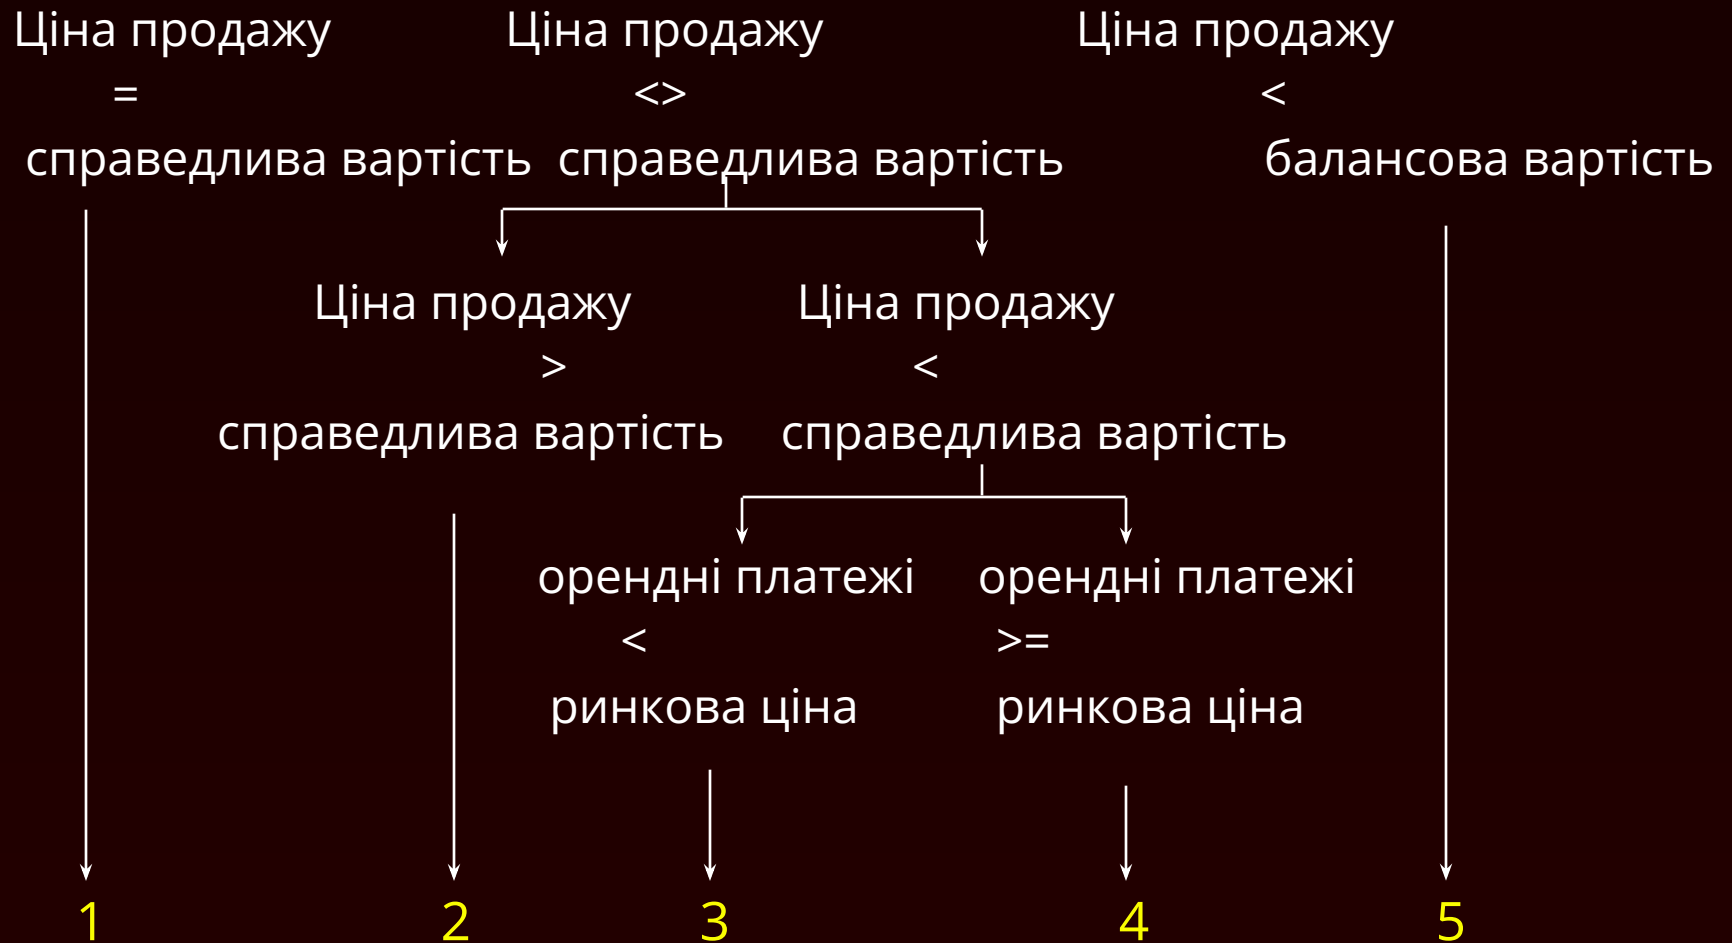 Ціна продажу Ціна продажу Ціна продажу
= <> <
справедлива вартість справедлива вартість балансова вартість
Ціна продажу Ціна продажу
> <
справедлива вартість справедлива вартість
орендні платежі орендні платежі
< >=
ринкова ціна ринкова ціна
1 2 3 4 5